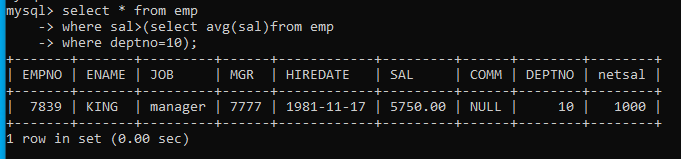 mysql> select * from emp
    -> where sal>(select avg(sal)from emp
    -> where deptno=10);
+-------+-------+---------+------+------------+---------+------+--------+--------+
| EMPNO | ENAME | JOB     | MGR  | HIREDATE   | SAL     | COMM | DEPTNO | netsal |
+-------+-------+---------+------+------------+---------+------+--------+--------+
|  7839 | KING  | manager | 7777 | 1981-11-17 | 5750.00 | NULL |     10 |   1000 |
+-------+-------+---------+------+------------+---------+------+--------+--------+
1 row in set (0.00 sec)